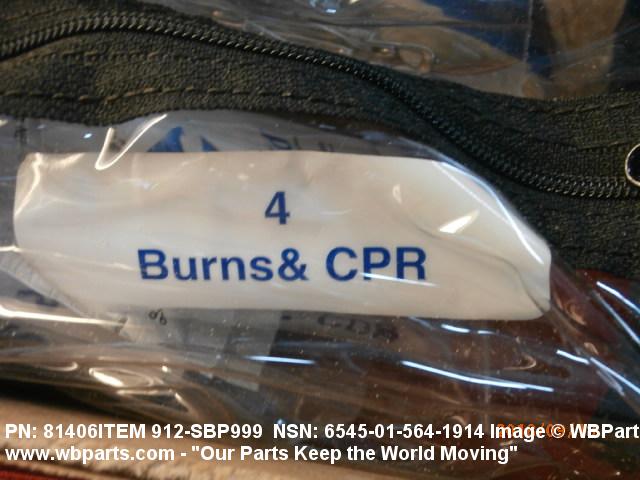 4
Burns& CPR
PN: 81406ITEM 912-SBP999 NSN: 6545-01-564-1914 Image © WBPart
www.wbparts.com - "Our Parts Keep the World Moving"